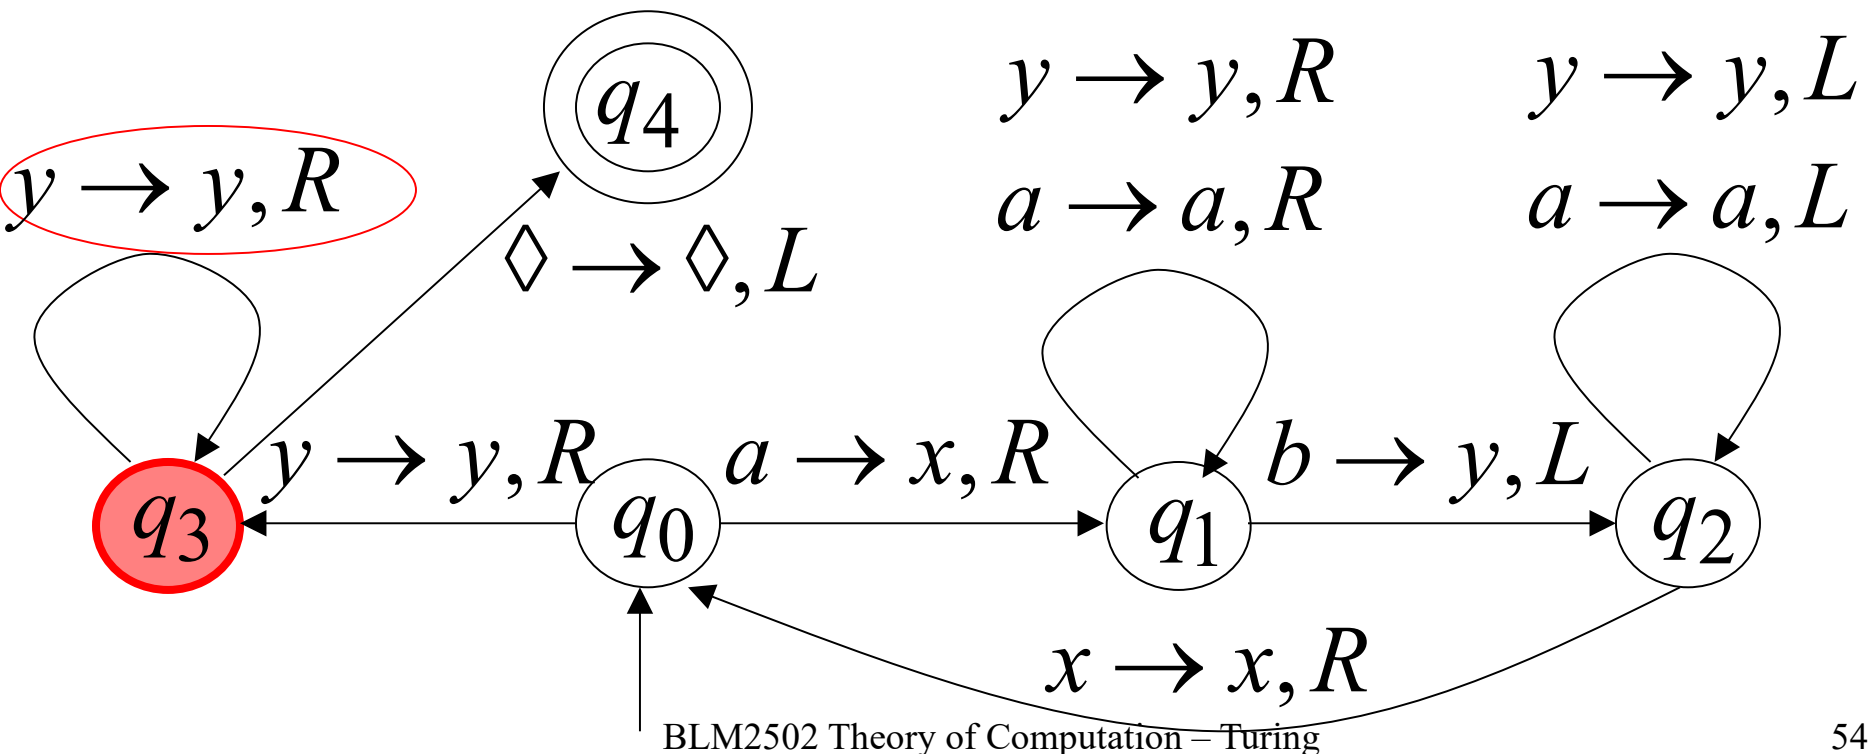 q4
y → y, R
y → y, L
y → y, R
a → a, R
a → a, L
◊ → ◊, L
y → y, R
a → x, R
b → y, L
q3
q0
q1
q2
x → x, R
BLM2502 Theory of Computation – Turing
54